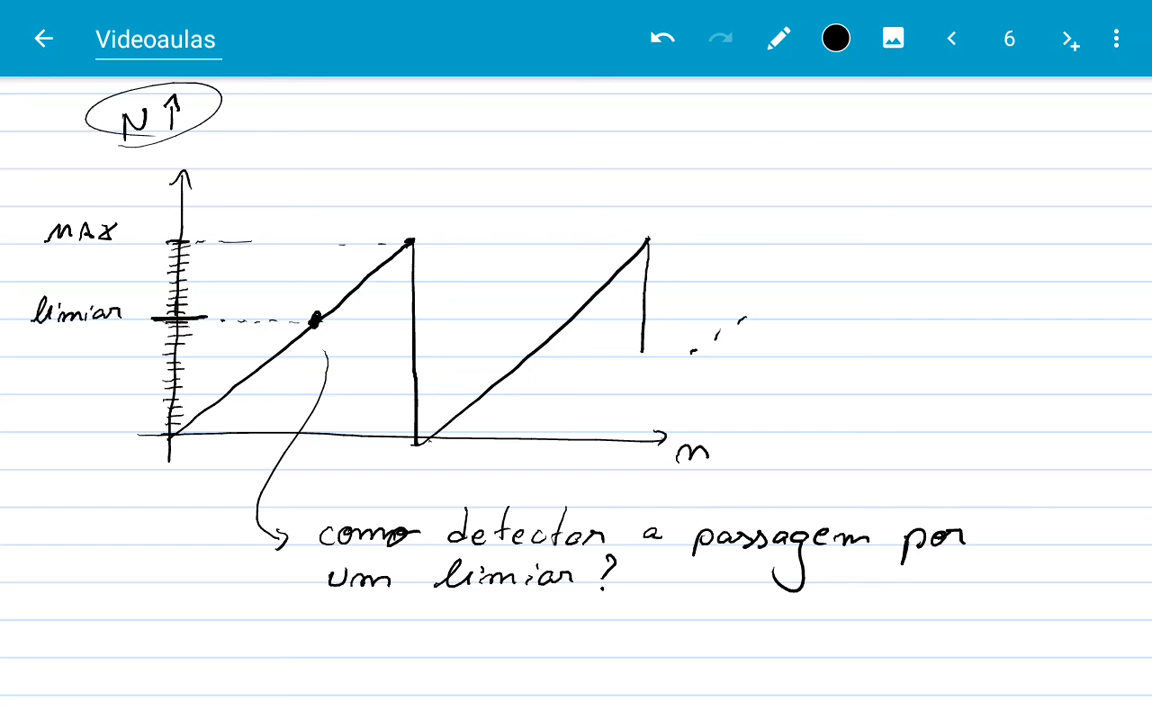 Videoaulas
6
N↑
MAX
limiar
n
como detectar a passagem por
um limiar?